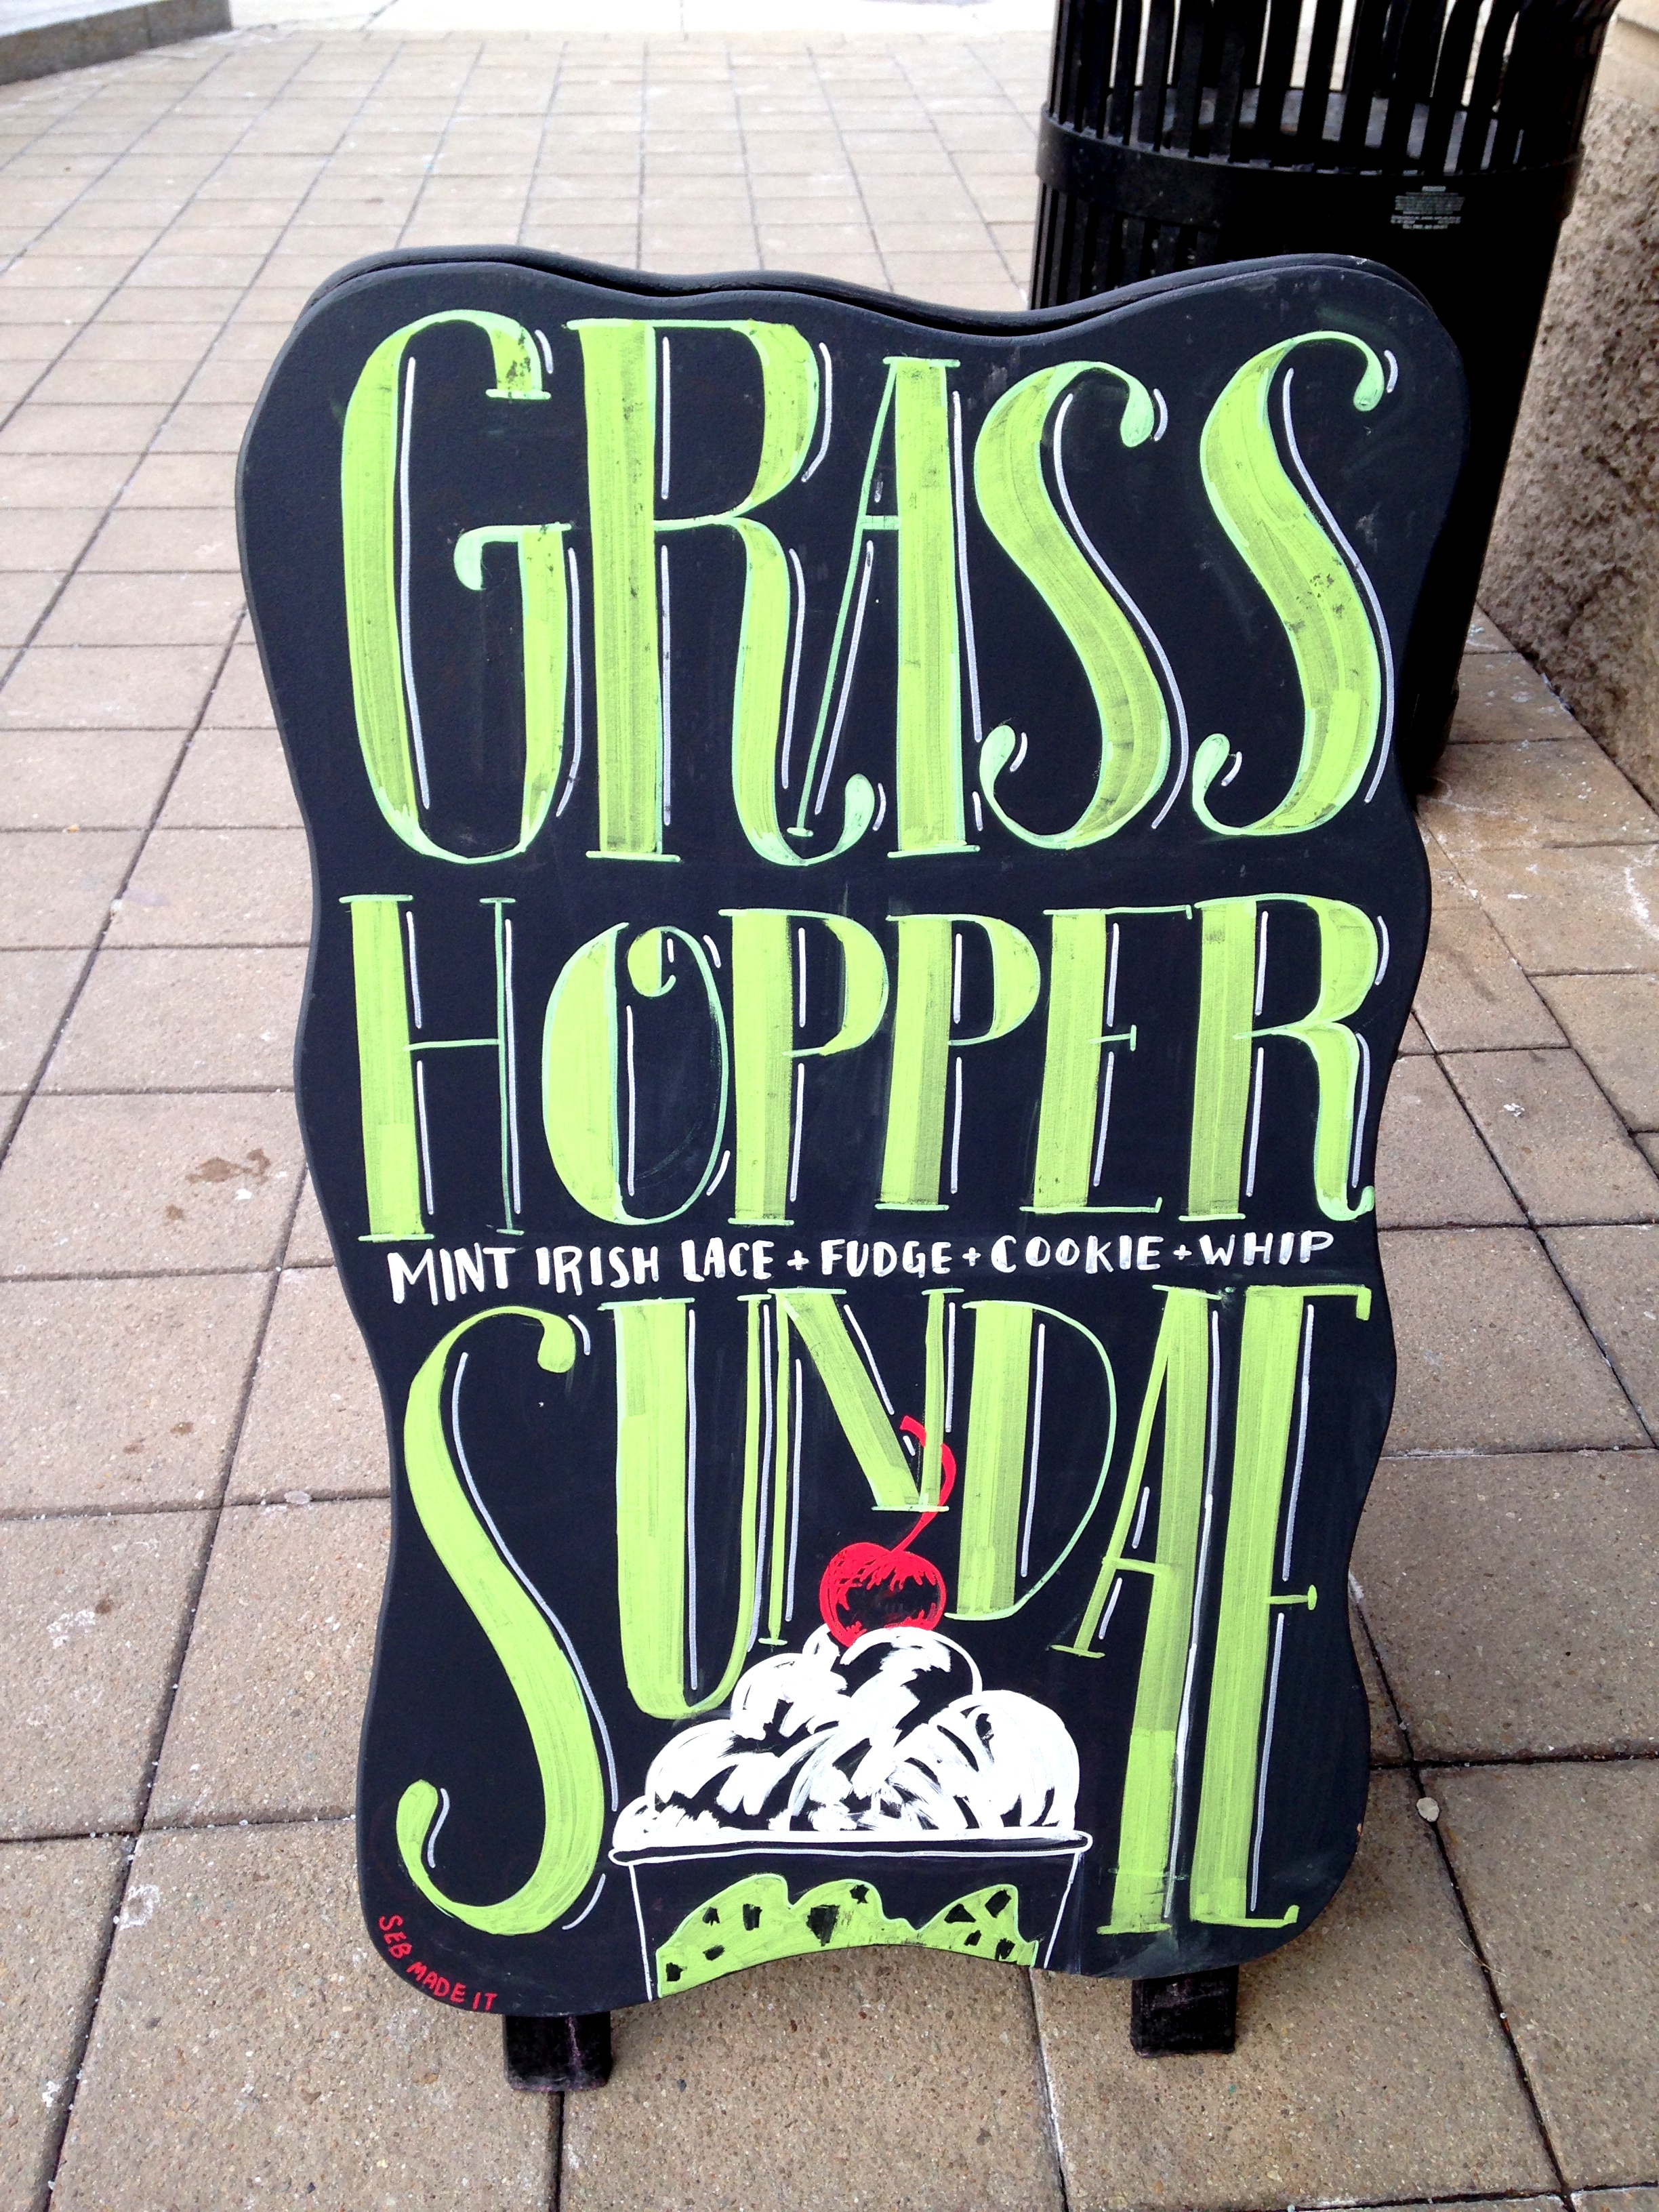 GRASS
HOPPER
MINT IRISH LACE + FUDGE + COOKIE + WHIP
SUNDAE
SEB MADE IT